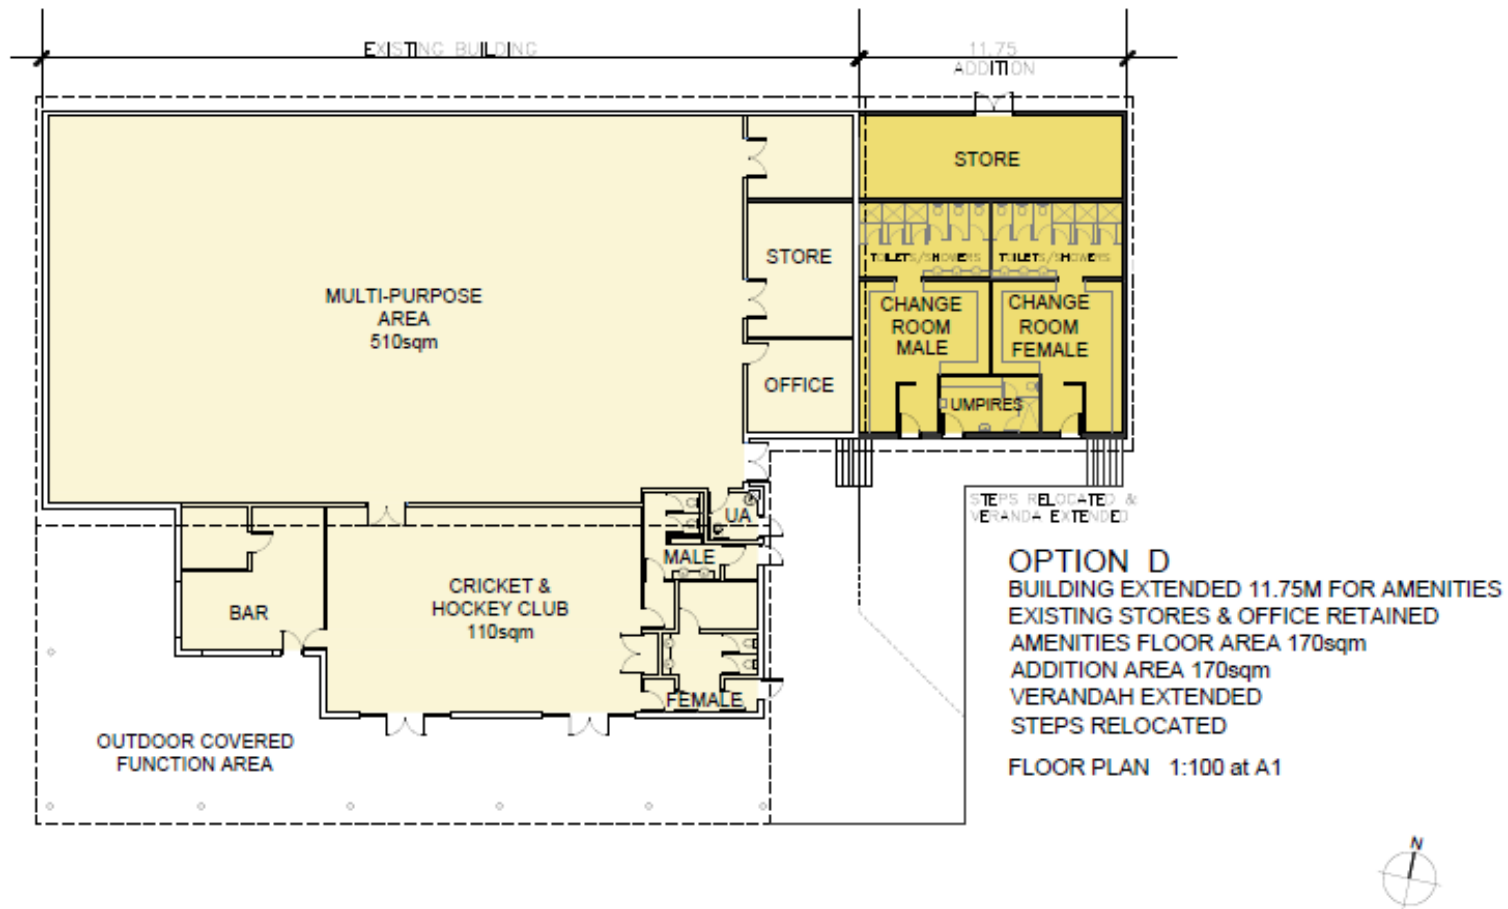 EXISTING BUILDING
11.75
ADDITION
STORE
TOILETS/SHOWERS
TOILETS/SHOWERS
STORE
MULTI-PURPOSE
AREA
510sqm
CHANGE
ROOM
MALE
CHANGE
ROOM
FEMALE
OFFICE
UMPIRES
STEPS RELOCATED &
VERANDA EXTENDED
UA
MALE
CRICKET &
HOCKEY CLUB
110sqm
BAR
FEMALE
OUTDOOR COVERED
FUNCTION AREA
OPTION D
BUILDING EXTENDED 11.75M FOR AMENITIES
EXISTING STORES & OFFICE RETAINED
AMENITIES FLOOR AREA 170sqm
ADDITION AREA 170sqm
VERANDAH EXTENDED
STEPS RELOCATED
FLOOR PLAN 1:100 at A1
N